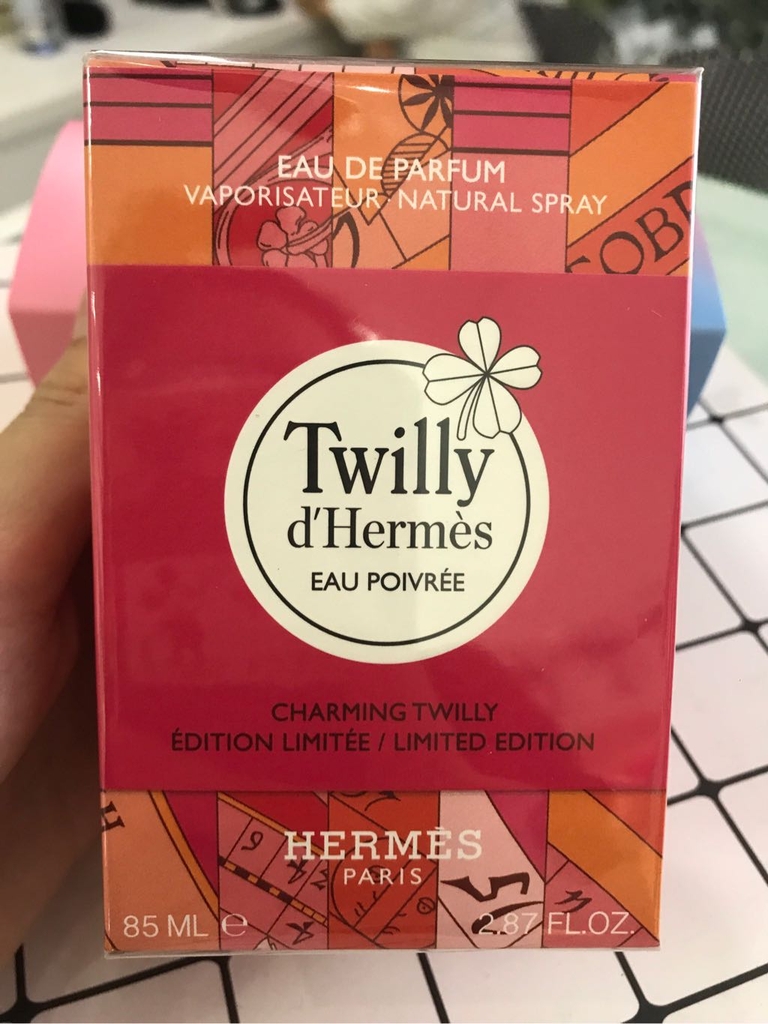 EAU DE PARFUM
VAPORISATEUR · NATURAL SPRAY
Twilly
d'Hermès
EAU POIVRÉE
CHARMING TWILLY
ÉDITION LIMITÉE / LIMITED EDITION
HERMÈS
PARIS
85 ML ℮
2.87 FL.OZ.